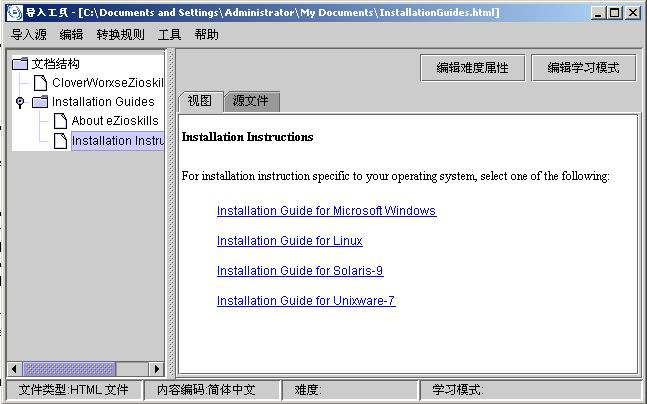 导入工具 - [C:\Documents and Settings\Administrator\My Documents\InstallationGuides.html]
导入源 编辑 转换规则 工具 帮助
文档结构
CloverWorxseZioskil
Installation Guides
About eZioskills
Installation Instru
编辑难度属性 编辑学习模式
视图 源文件
Installation Instructions
For installation instruction specific to your operating system, select one of the following:
Installation Guide for Microsoft Windows
Installation Guide for Linux
Installation Guide for Solaris-9
Installation Guide for Unixware-7
文件类型:HTML 文件 内容编码:简体中文 难度: 学习模式: